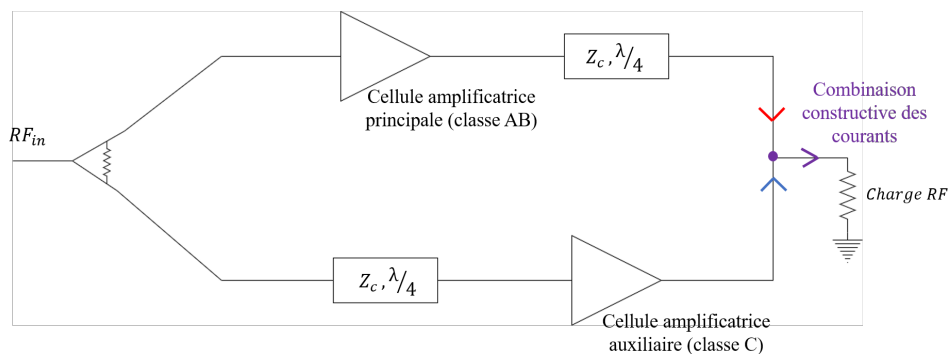 Z_c, λ/4
Cellule amplificatrice
principale (classe AB)
Combinaison
constructive des
courants
RF_in
Charge RF
Z_c, λ/4
Cellule amplificatrice
auxiliaire (classe C)